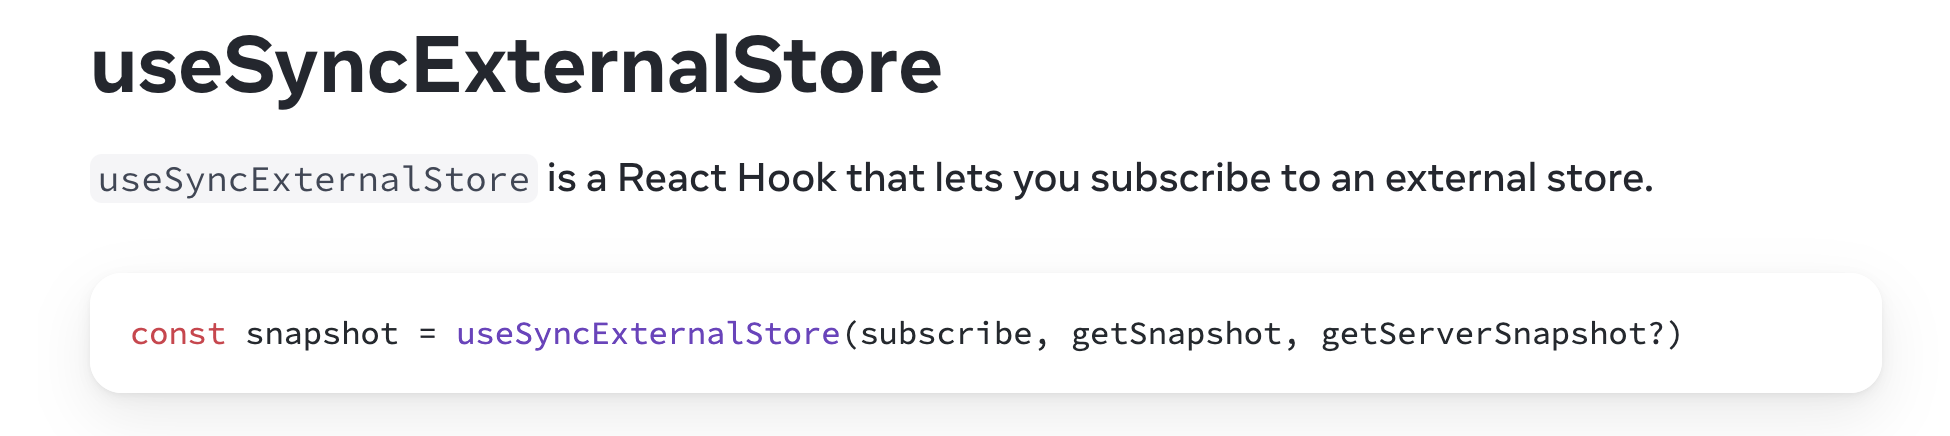 useSyncExternalStore
useSyncExternalStore is a React Hook that lets you subscribe to an external store.
const snapshot = useSyncExternalStore(subscribe, getSnapshot, getServerSnapshot?)